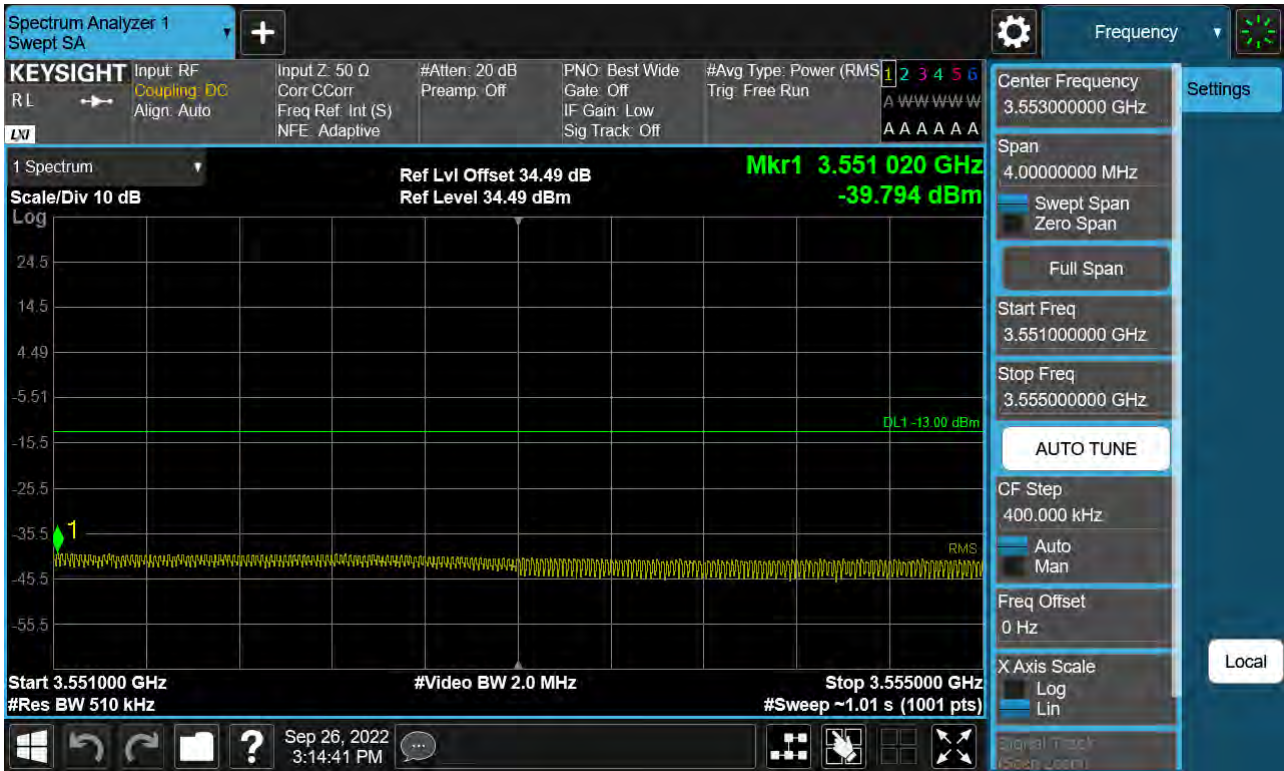 Spectrum Analyzer 1
Swept SA
+
Frequency
KEYSIGHT
RL
LXI
Input: RF
Coupling: DC
Align: Auto
Input Z: 50 Ω
Corr CCorr
Freq Ref: Int (S)
NFE: Adaptive
#Atten: 20 dB
Preamp: Off
PNO: Best Wide
Gate: Off
IF Gain: Low
Sig Track: Off
#Avg Type: Power (RMS
Trig: Free Run
1 2 3 4 5 6
A W W W W W
A A A A A A
1 Spectrum
Scale/Div 10 dB
Log
Ref Lvl Offset 34.49 dB
Ref Level 34.49 dBm
Mkr1 3.551 020 GHz
-39.794 dBm
24.5
14.5
4.49
-5.51
DL1 -13.00 dBm
-15.5
-25.5
-35.5
1
RMS
-45.5
-55.5
Start 3.551000 GHz
#Res BW 510 kHz
#Video BW 2.0 MHz
Stop 3.555000 GHz
#Sweep ~1.01 s (1001 pts)
Center Frequency
3.553000000 GHz
Settings
Span
4.00000000 MHz
Swept Span
Zero Span
Full Span
Start Freq
3.551000000 GHz
Stop Freq
3.555000000 GHz
AUTO TUNE
CF Step
400.000 kHz
Auto
Man
Freq Offset
0 Hz
X Axis Scale
Log
Lin
Local
Signal Track
(Span Zoom)
?
Sep 26, 2022
3:14:41 PM